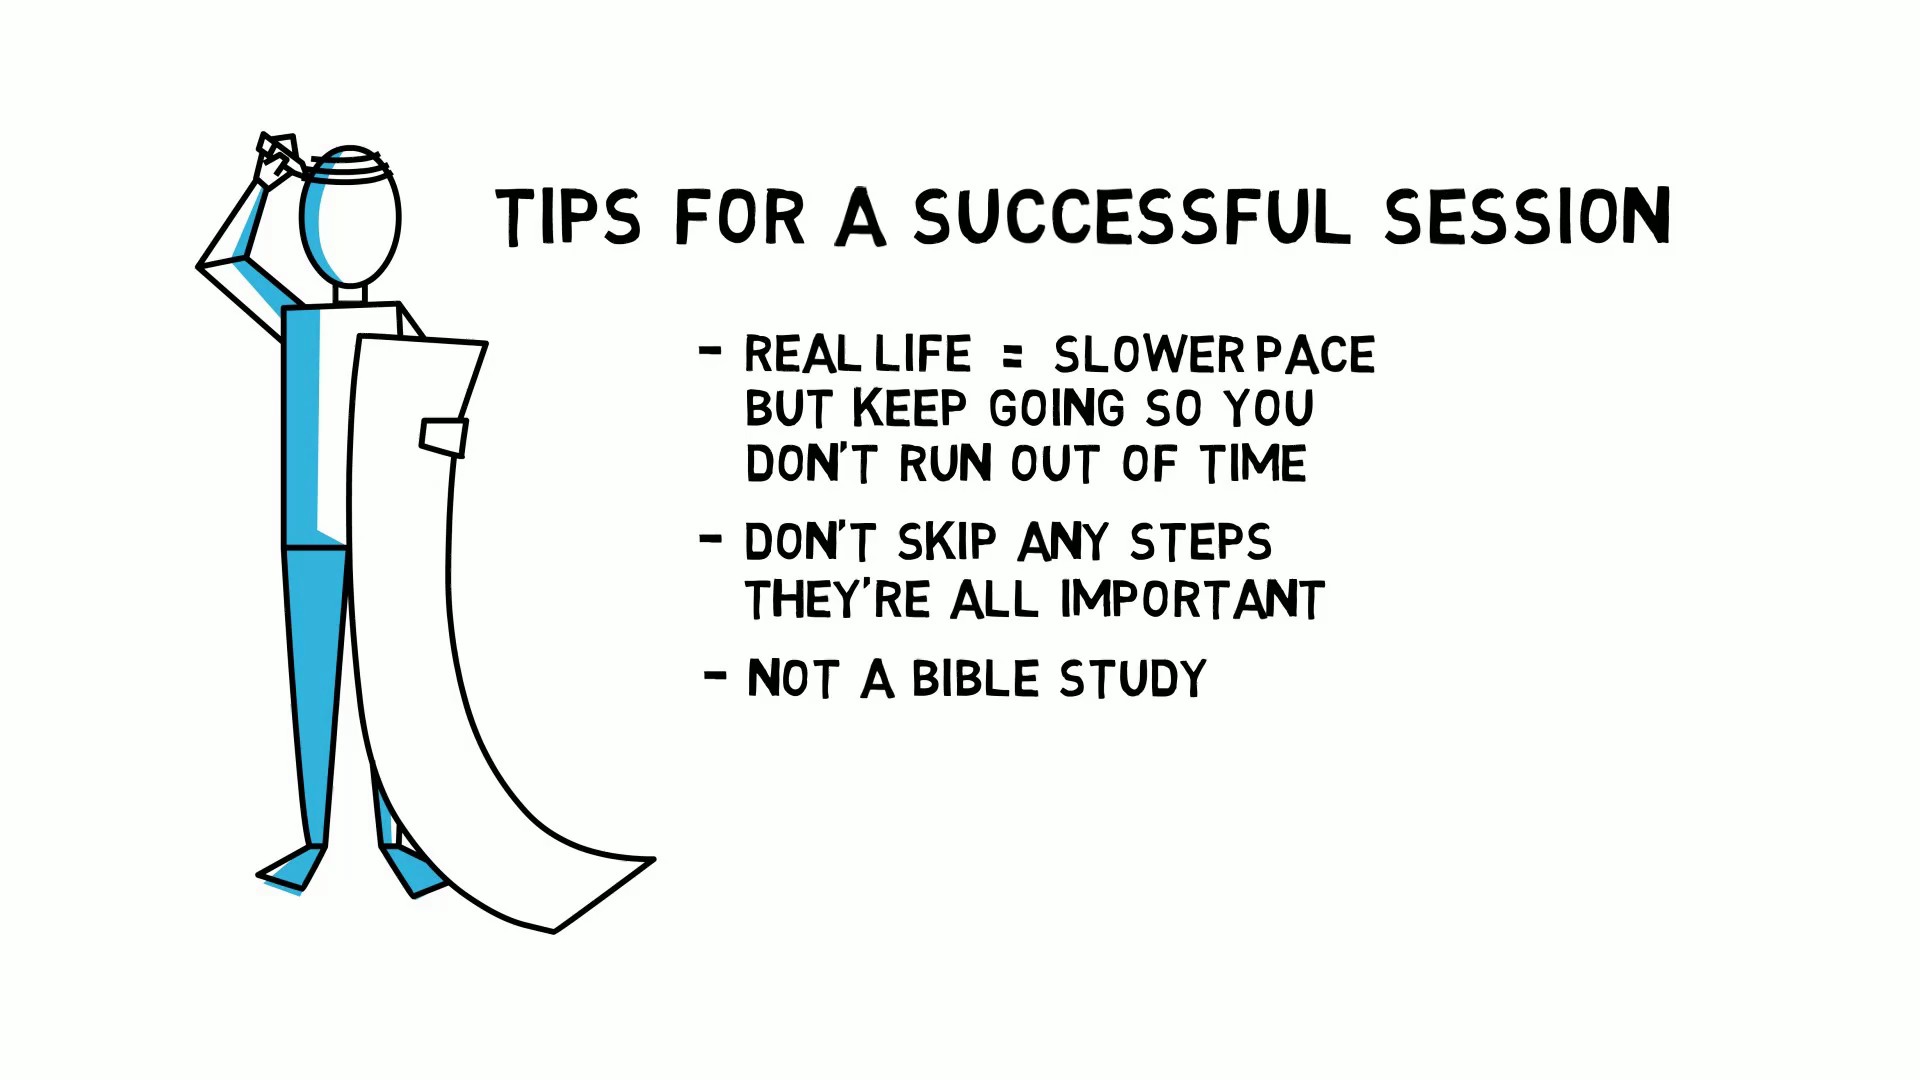 TIPS FOR A SUCCESSFUL SESSION
- REAL LIFE = SLOWER PACE
BUT KEEP GOING SO YOU
DON'T RUN OUT OF TIME
- DON'T SKIP ANY STEPS
THEY'RE ALL IMPORTANT
- NOT A BIBLE STUDY